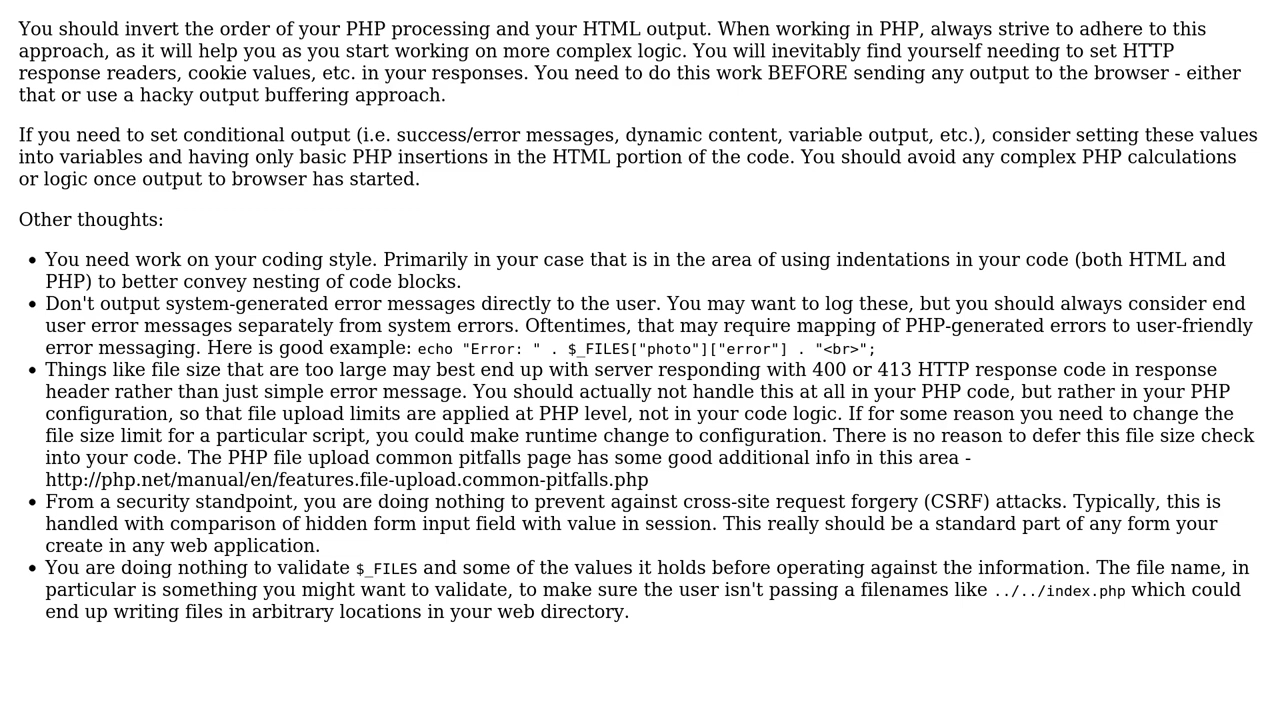 You should invert the order of your PHP processing and your HTML output. When working in PHP, always strive to adhere to this
approach, as it will help you as you start working on more complex logic. You will inevitably find yourself needing to set HTTP
response readers, cookie values, etc. in your responses. You need to do this work BEFORE sending any output to the browser - either
that or use a hacky output buffering approach.
If you need to set conditional output (i.e. success/error messages, dynamic content, variable output, etc.), consider setting these values
into variables and having only basic PHP insertions in the HTML portion of the code. You should avoid any complex PHP calculations
or logic once output to browser has started.
Other thoughts:
• You need work on your coding style. Primarily in your case that is in the area of using indentations in your code (both HTML and
PHP) to better convey nesting of code blocks.
• Don't output system-generated error messages directly to the user. You may want to log these, but you should always consider end
user error messages separately from system errors. Oftentimes, that may require mapping of PHP-generated errors to user-friendly
error messaging. Here is good example: echo "Error: " . $_FILES["photo"]["error"] . "<br>";
• Things like file size that are too large may best end up with server responding with 400 or 413 HTTP response code in response
header rather than just simple error message. You should actually not handle this at all in your PHP code, but rather in your PHP
configuration, so that file upload limits are applied at PHP level, not in your code logic. If for some reason you need to change the
file size limit for a particular script, you could make runtime change to configuration. There is no reason to defer this file size check
into your code. The PHP file upload common pitfalls page has some good additional info in this area -
http://php.net/manual/en/features.file-upload.common-pitfalls.php
• From a security standpoint, you are doing nothing to prevent against cross-site request forgery (CSRF) attacks. Typically, this is
handled with comparison of hidden form input field with value in session. This really should be a standard part of any form your
create in any web application.
• You are doing nothing to validate $_FILES and some of the values it holds before operating against the information. The file name, in
particular is something you might want to validate, to make sure the user isn't passing a filenames like ../../index.php which could
end up writing files in arbitrary locations in your web directory.